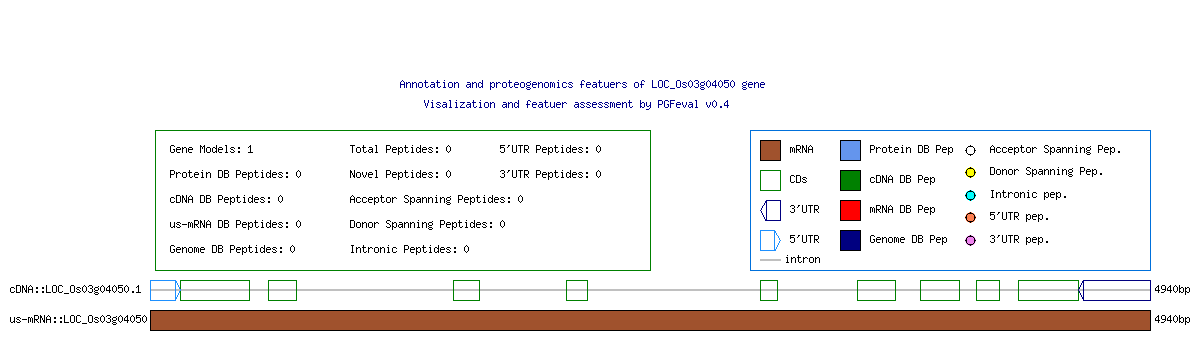 Annotation and proteogenomics featuers of LOC_Os03g04050 gene
Visalization and featuer assessment by PGFeval v0.4
Gene Models: 1 Total Peptides: 0 5'UTR Peptides: 0
Protein DB Peptides: 0 Novel Peptides: 0 3'UTR Peptides: 0
cDNA DB Peptides: 0 Acceptor Spanning Peptides: 0
us-mRNA DB Peptides: 0 Donor Spanning Peptides: 0
Genome DB Peptides: 0 Intronic Peptides: 0
mRNA Protein DB Pep Acceptor Spanning Pep.
CDs cDNA DB Pep Donor Spanning Pep.
3'UTR mRNA DB Pep Intronic pep.
5'UTR Genome DB Pep 5'UTR pep.
intron 3'UTR pep.
cDNA::LOC_Os03g04050.1 4940bp
us-mRNA::LOC_Os03g04050 4940bp